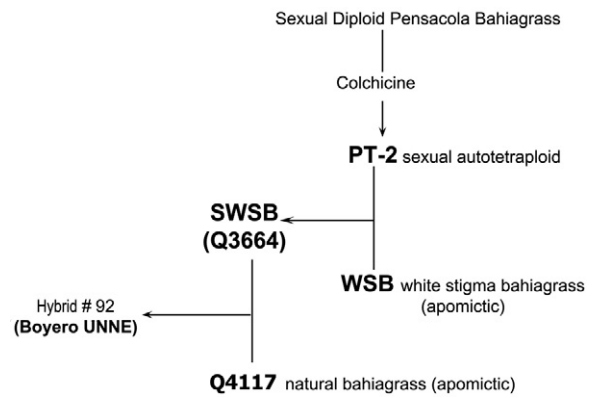 Sexual Diploid Pensacola Bahiagrass
Colchicine
PT-2 sexual autotetraploid
SWSB
(Q3664)
WSB white stigma bahiagrass
(apomictic)
Hybrid # 92
(Boyero UNNE)
Q4117 natural bahiagrass (apomictic)